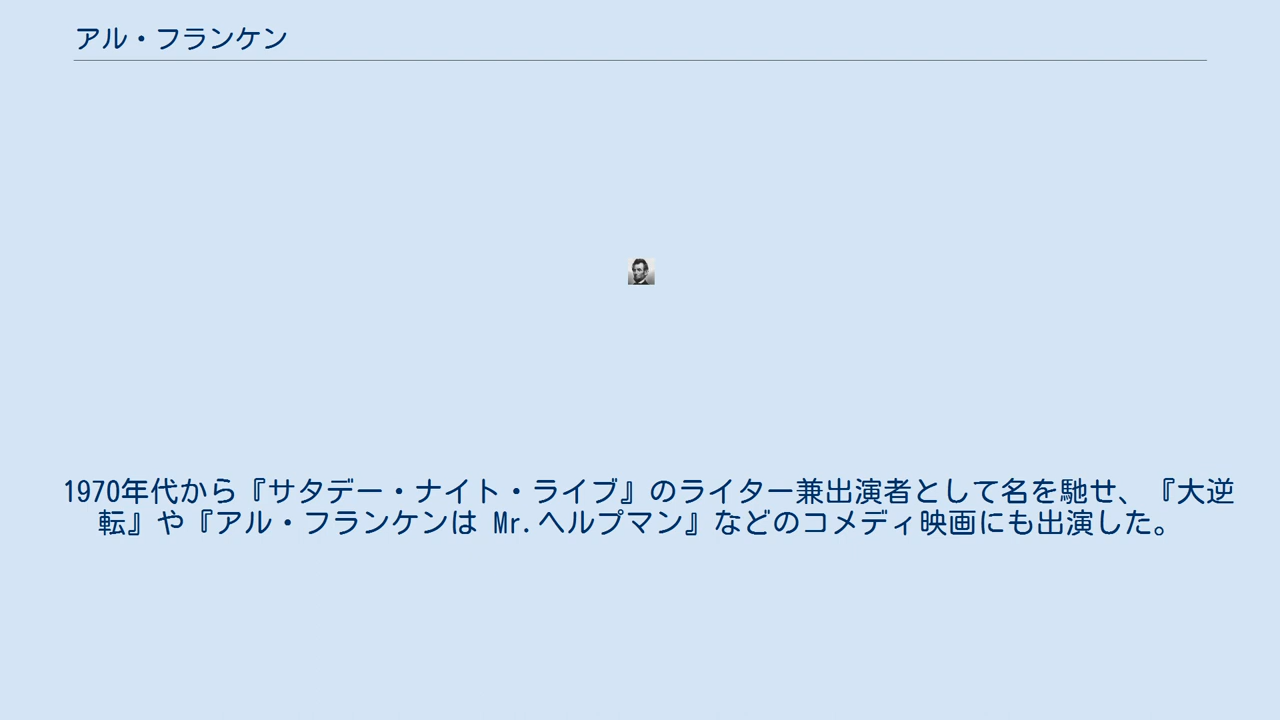 アル・フランケン
1970年代から『サタデー・ナイト・ライブ』のライター兼出演者として名を馳せ、『大逆
転』や『アル・フランケンは Mr.ヘルプマン』などのコメディ映画にも出演した。